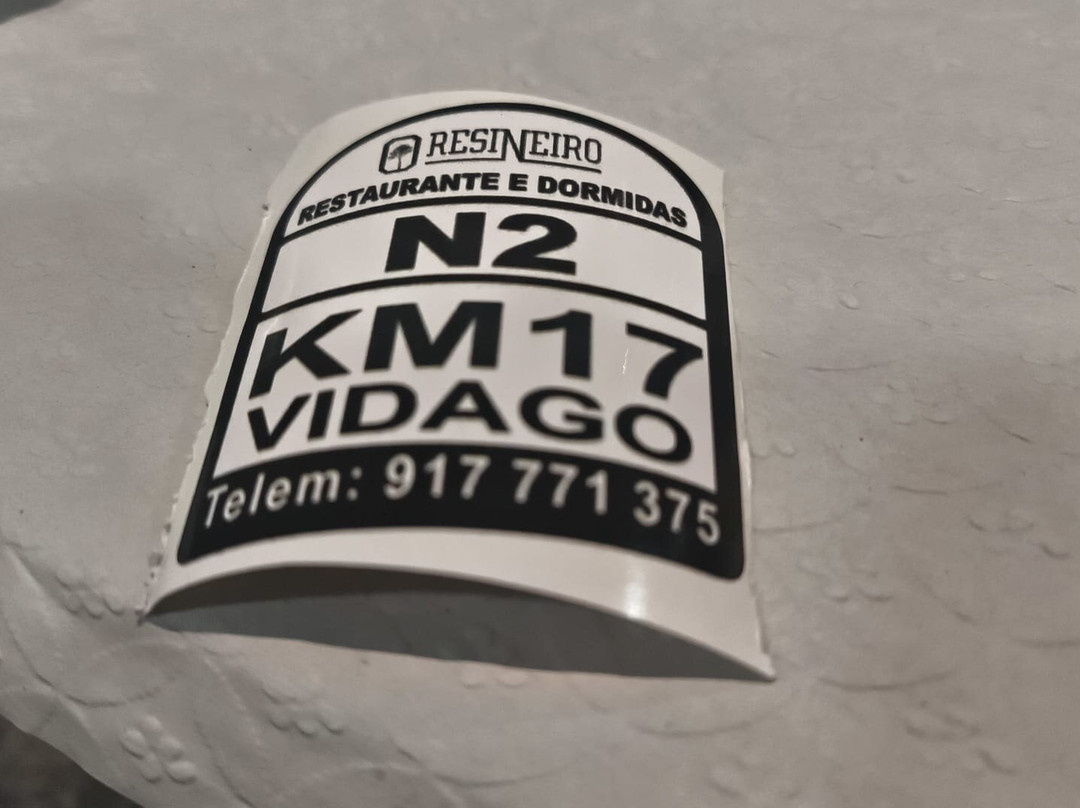 RESINEIRO
RESTAURANTE E DORMIDAS
N2
KM17
VIDAGO
Telem: 917 771 375